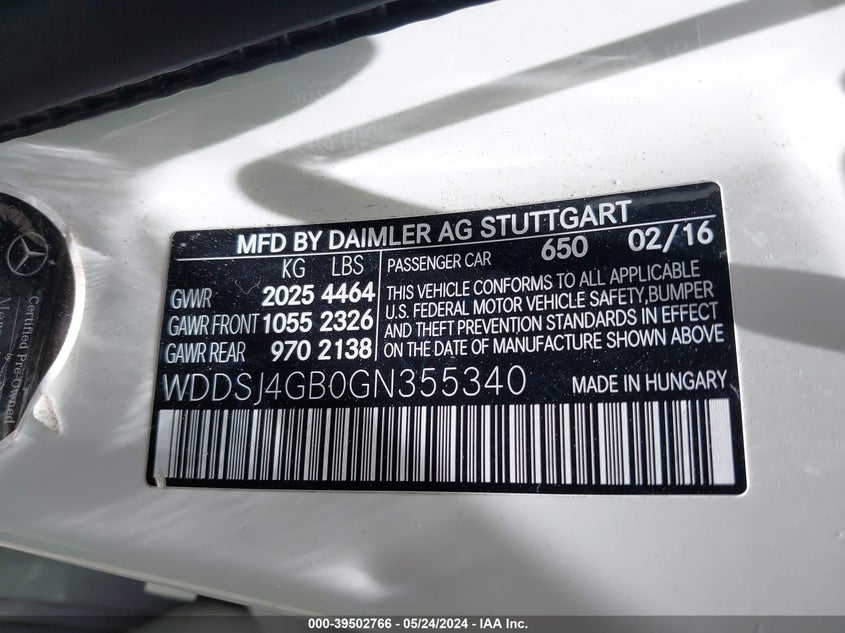 MFD BY DAIMLER AG STUTTGART
KG LBS
GVWR 2025 4464
GAWR FRONT 1055 2326
GAWR REAR 970 2138
PASSENGER CAR 650 02/16
THIS VEHICLE CONFORMS TO ALL APPLICABLE
U.S. FEDERAL MOTOR VEHICLE SAFETY, BUMPER
AND THEFT PREVENTION STANDARDS IN EFFECT
ON THE DATE OF MANUFACTURE SHOWN ABOVE
WDDSJ4GB0GN355340 MADE IN HUNGARY
Certified Pre-Owned
000-39502766 - 05/24/2024 - IAA Inc.